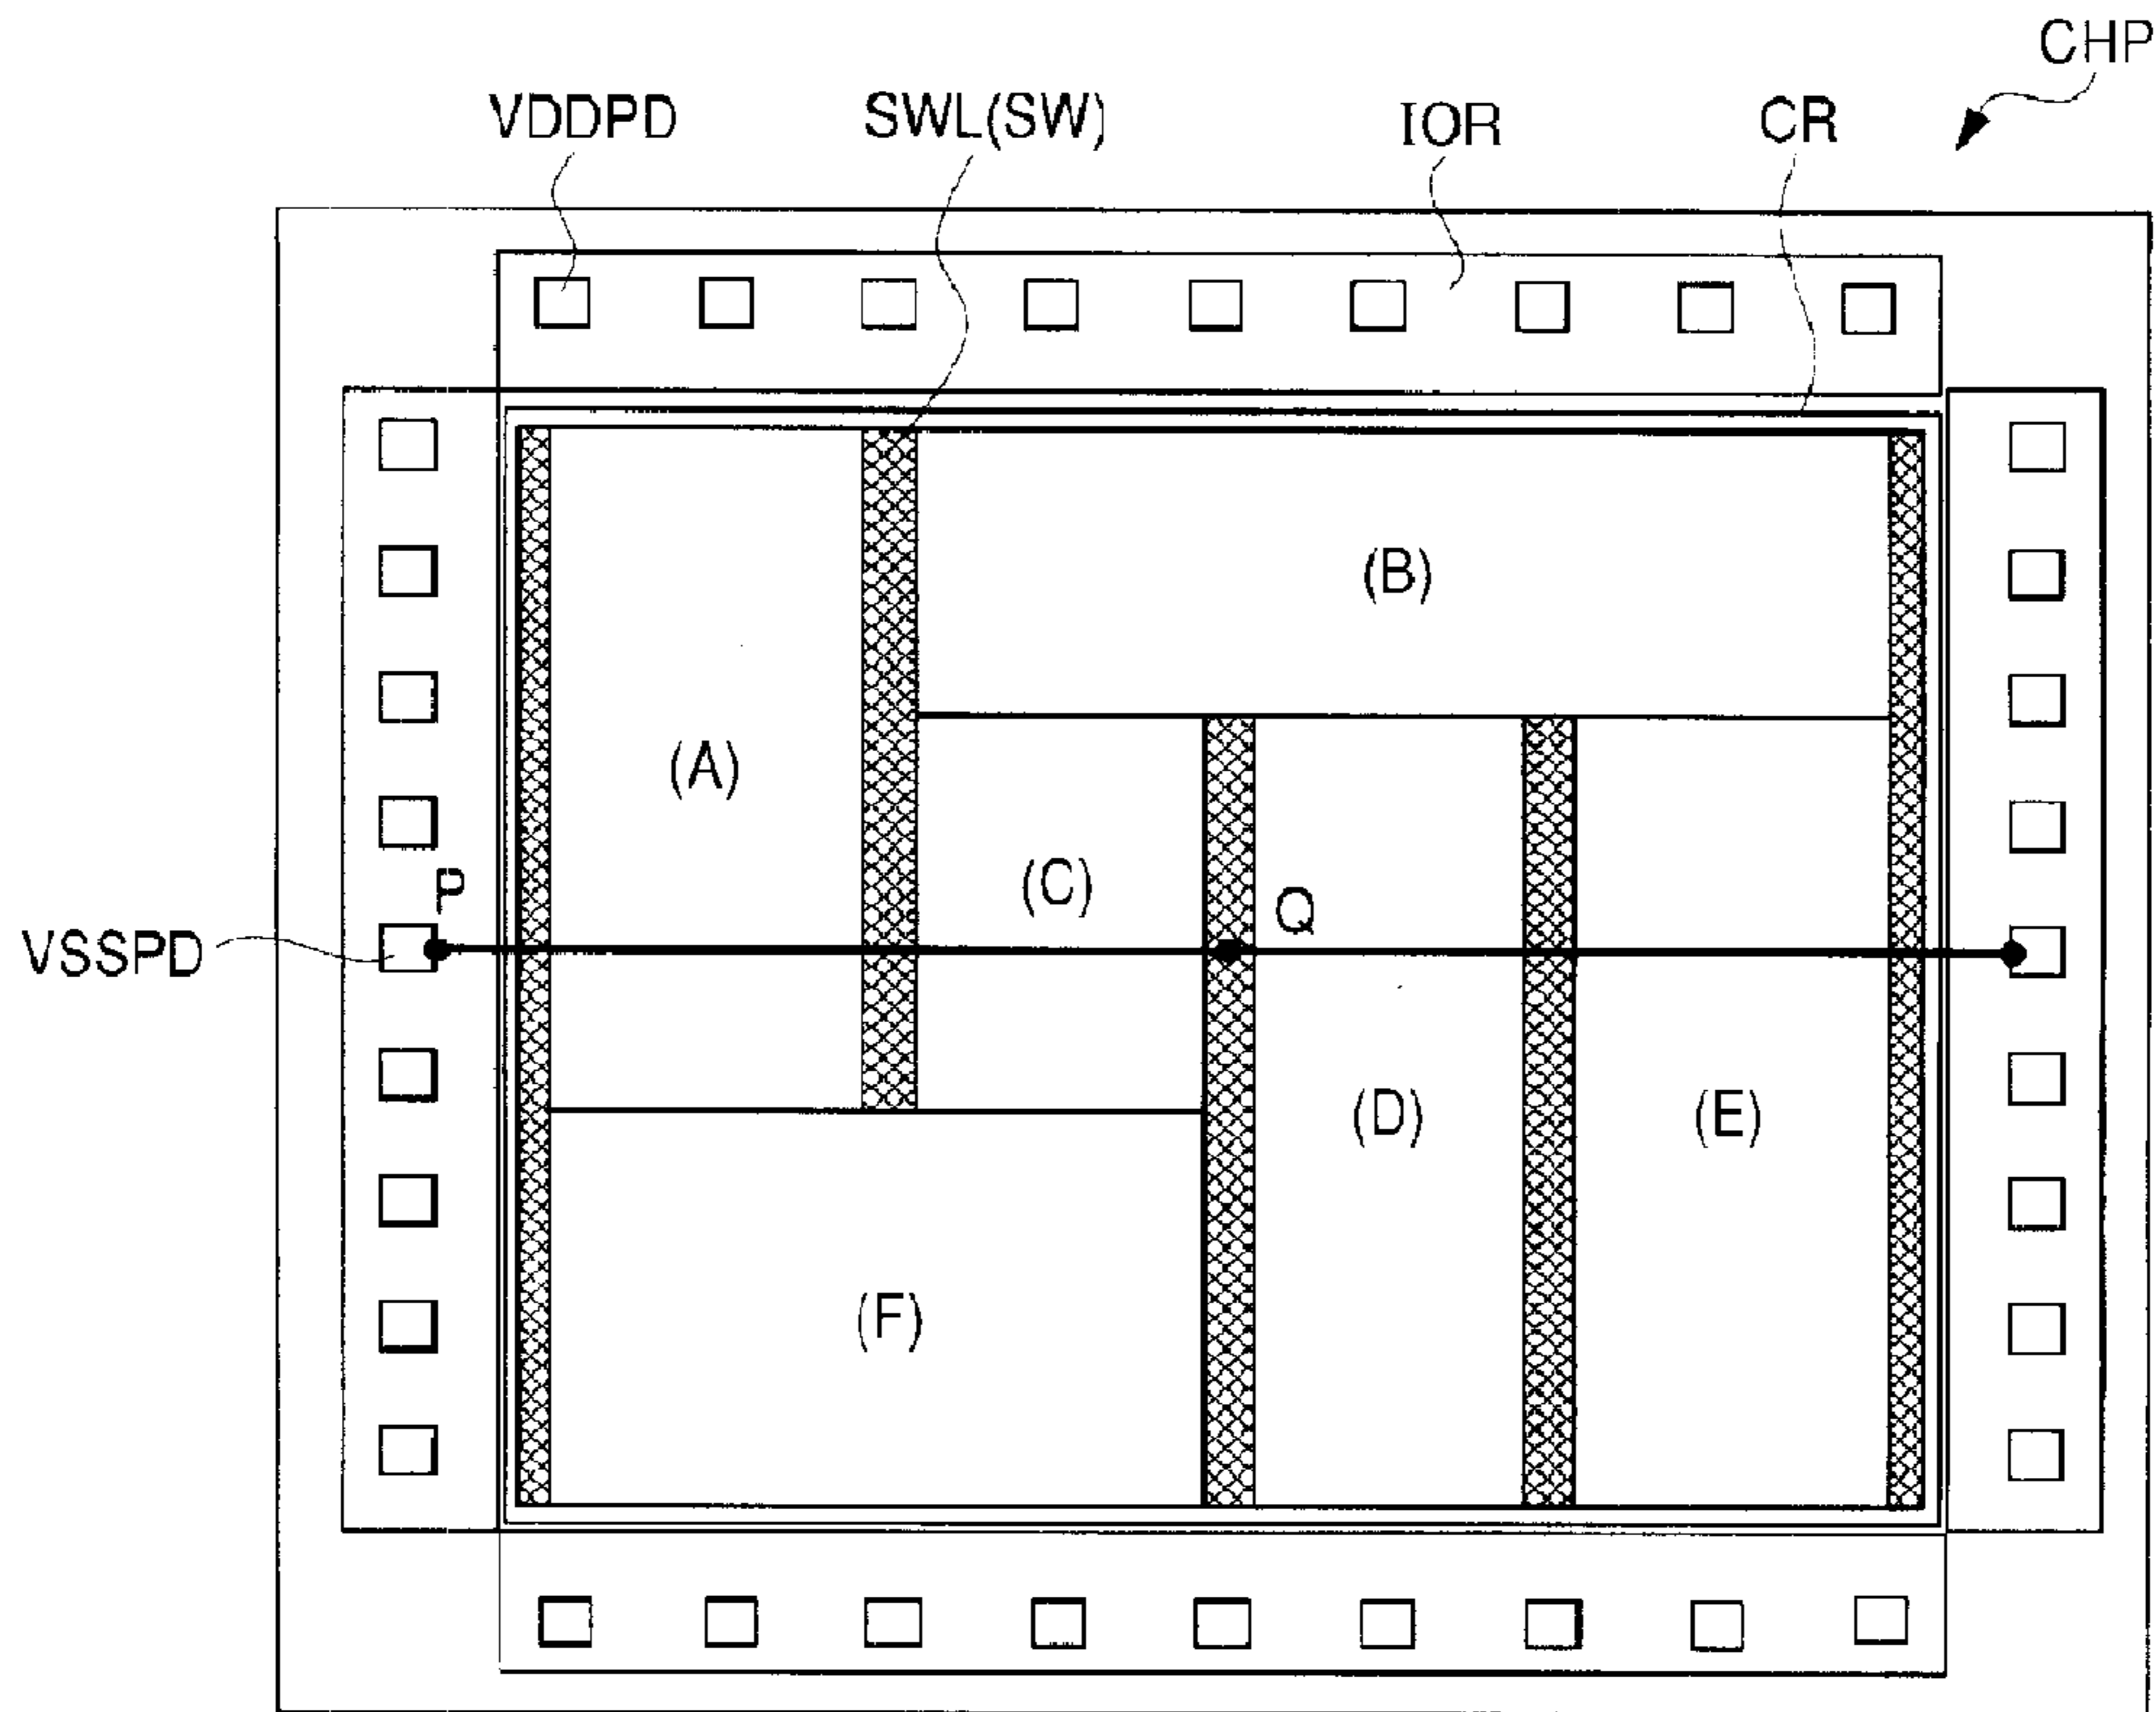 CHP
VDDPD
SWL(SW)
IOR
CR
(B)
(A)
(C)
P
Q
VSSPD
(D)
(E)
(F)